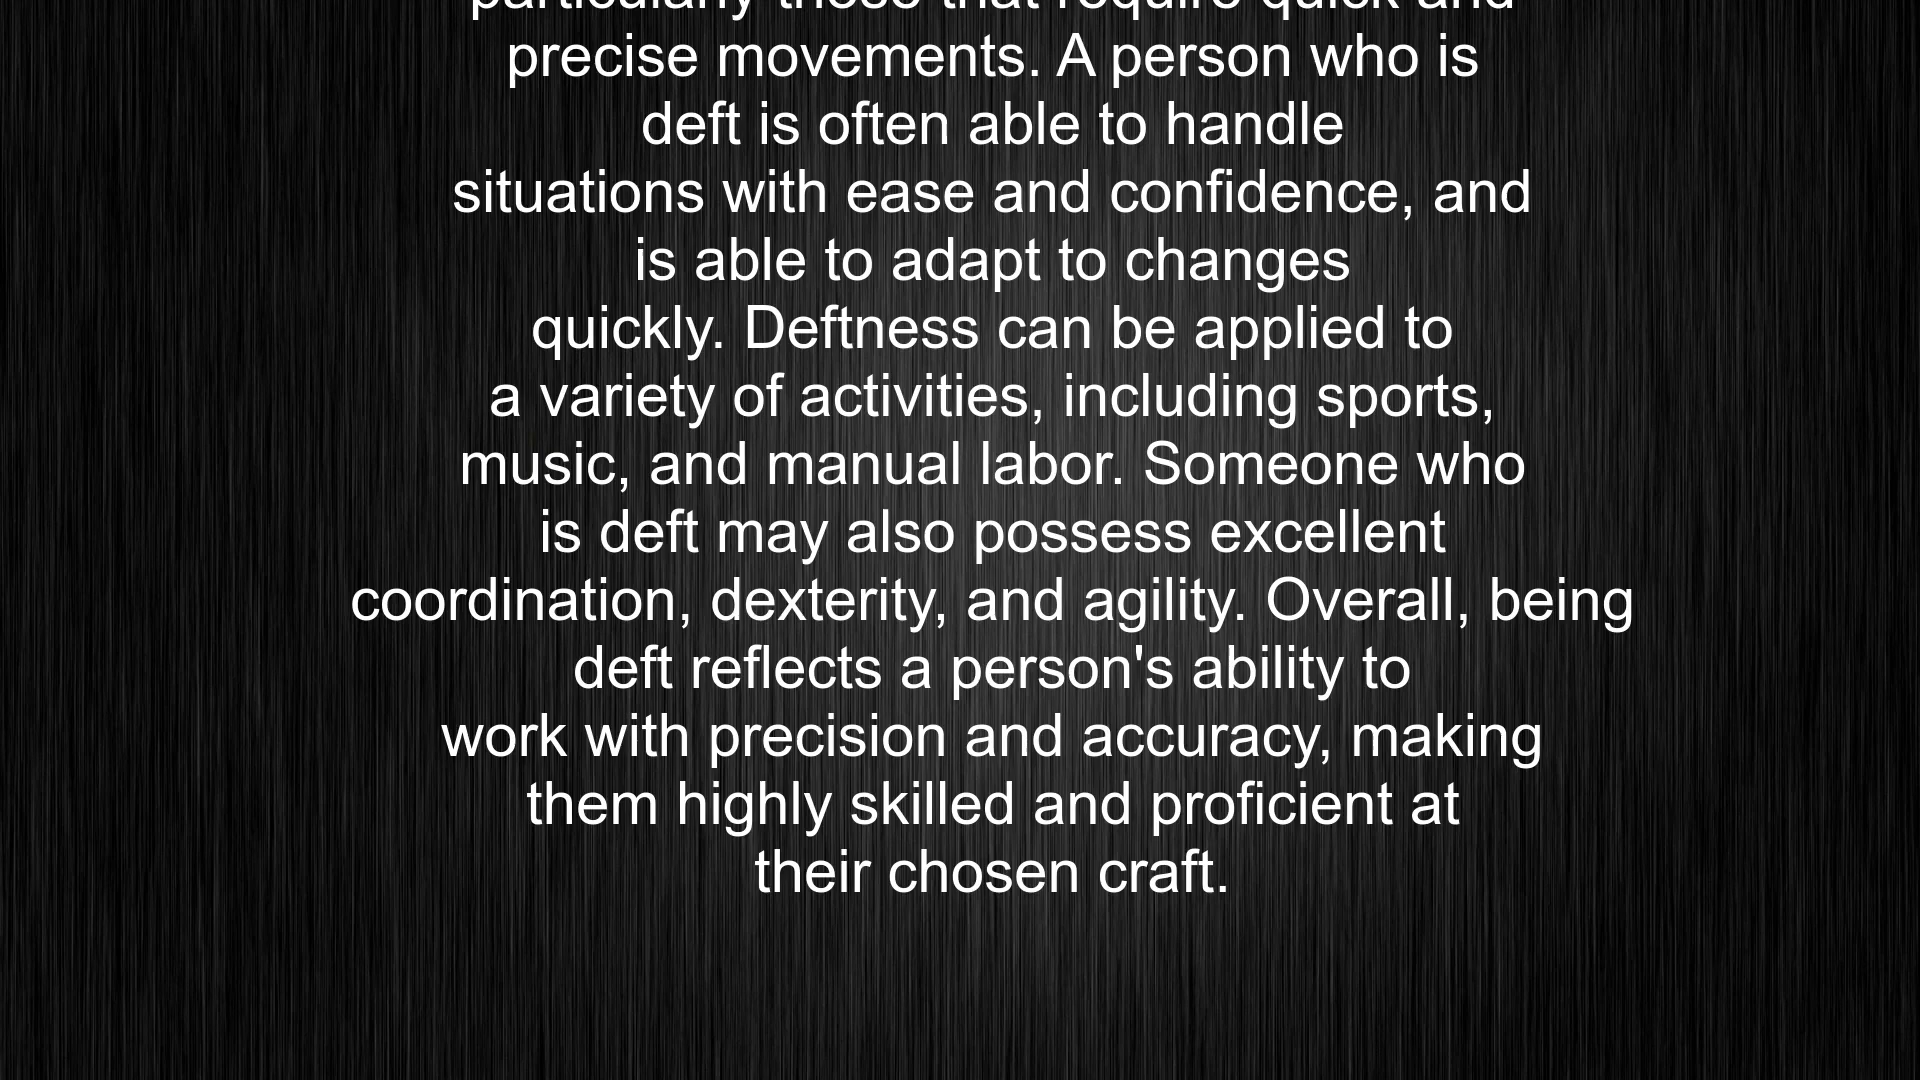 particularly those that require quick and
precise movements. A person who is
deft is often able to handle
situations with ease and confidence, and
is able to adapt to changes
quickly. Deftness can be applied to
a variety of activities, including sports,
music, and manual labor. Someone who
is deft may also possess excellent
coordination, dexterity, and agility. Overall, being
deft reflects a person's ability to
work with precision and accuracy, making
them highly skilled and proficient at
their chosen craft.